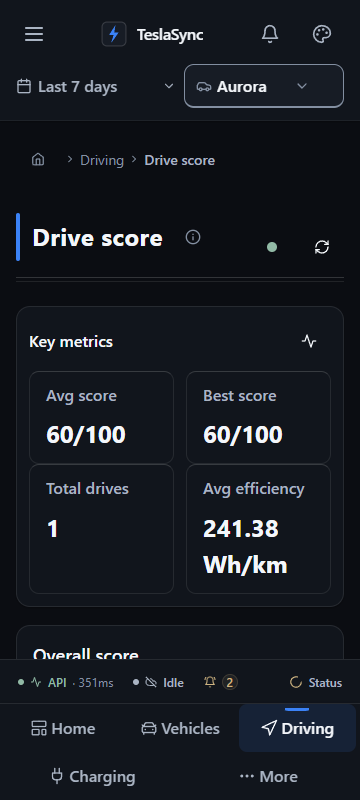 TeslaSync
Last 7 days
Aurora
Driving
Drive score
Drive score
Key metrics
Avg score
60/100
Best score
60/100
Total drives
1
Avg efficiency
241.38
Wh/km
Overall score
API · 351ms
Idle
2
Status
Home
Vehicles
Driving
Charging
More